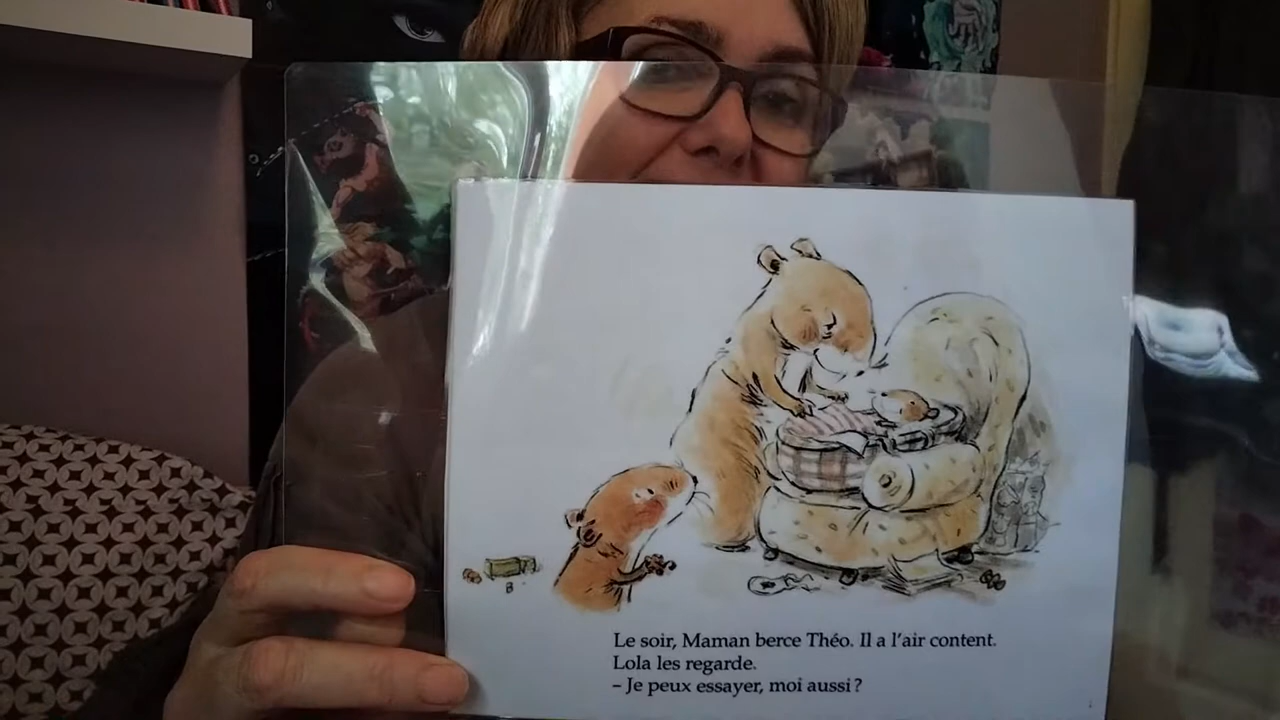 B
Le soir, Maman berce Théo. Il a l'air content.
Lola les regarde.
– Je peux essayer, moi aussi ?